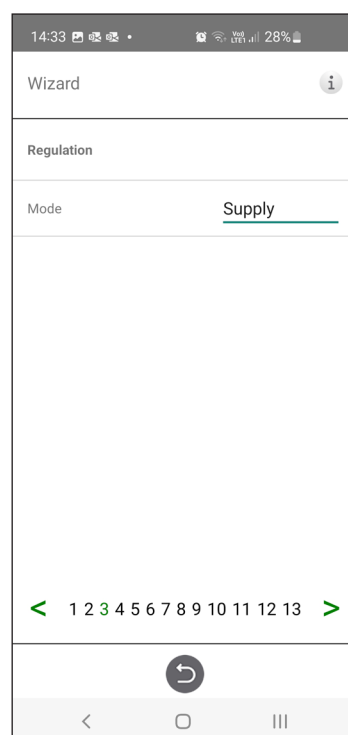 14:33 28%
Wizard i
Regulation
Mode Supply
< 1 2 3 4 5 6 7 8 9 10 11 12 13 >